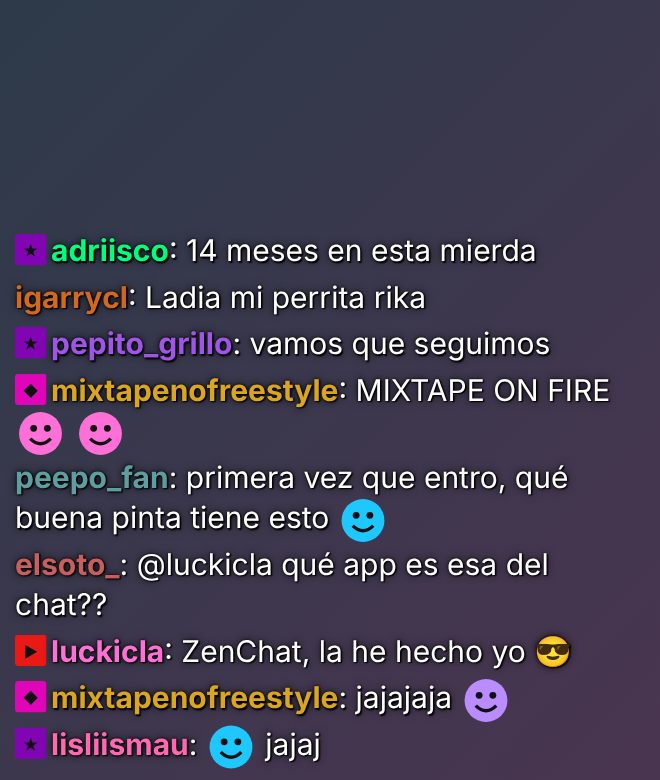 adriisco: 14 meses en esta mierda
igarrycl: Ladia mi perrita rika
pepito_grillo: vamos que seguimos
mixtapenofreestyle: MIXTAPE ON FIRE
peepo_fan: primera vez que entro, qué
buena pinta tiene esto
elsoto_: @luckicla qué app es esa del
chat??
luckicla: ZenChat, la he hecho yo 😎
mixtapenofreestyle: jajajaja
lisliismau: jajaj